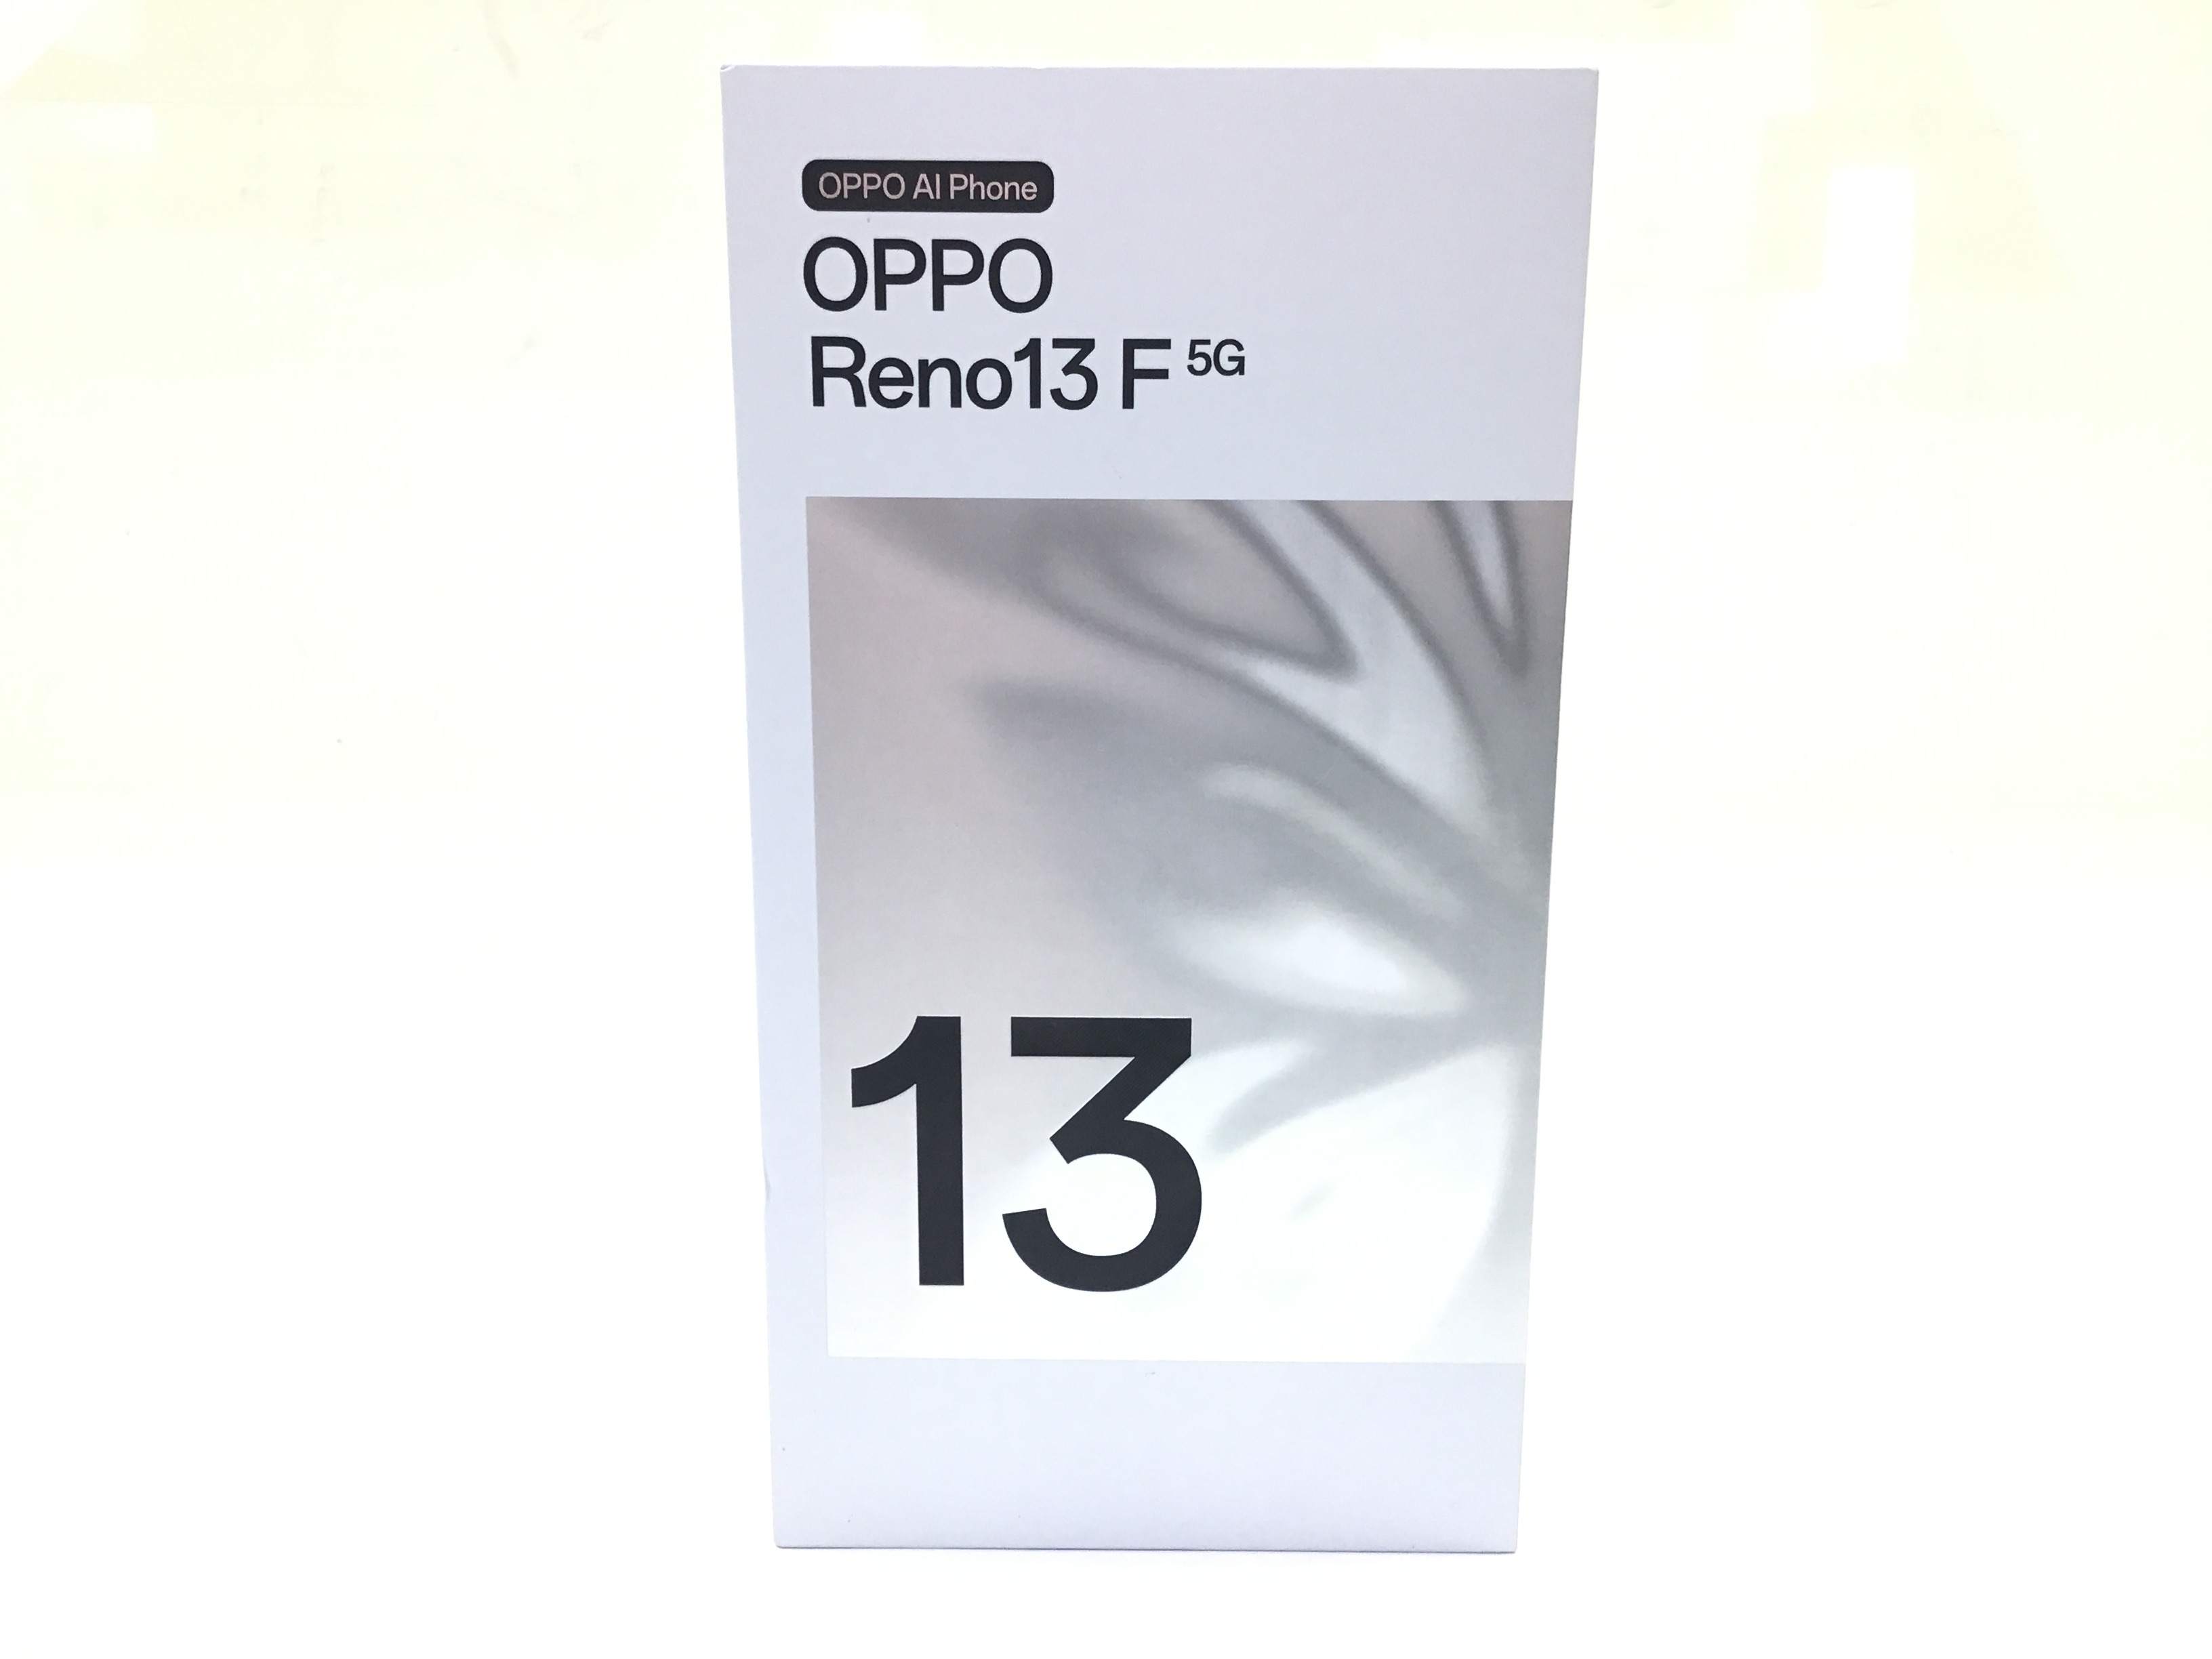 OPPO AI Phone
OPPO
Reno13 F 5G
13